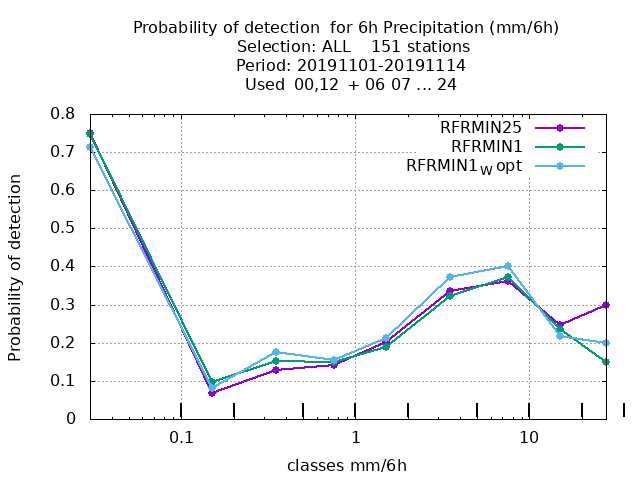 Probability of detection  for 6h Precipitation (mm/6h)
Selection: ALL    151 stations
Period: 20191101-20191114
Used  00,12  + 06 07 ... 24
0.8
0.7
0.6
0.5
0.4
0.3
0.2
0.1
0
Probability of detection
RFRMIN25
RFRMIN1
RFRMIN1W opt
0.1
1
10
classes mm/6h